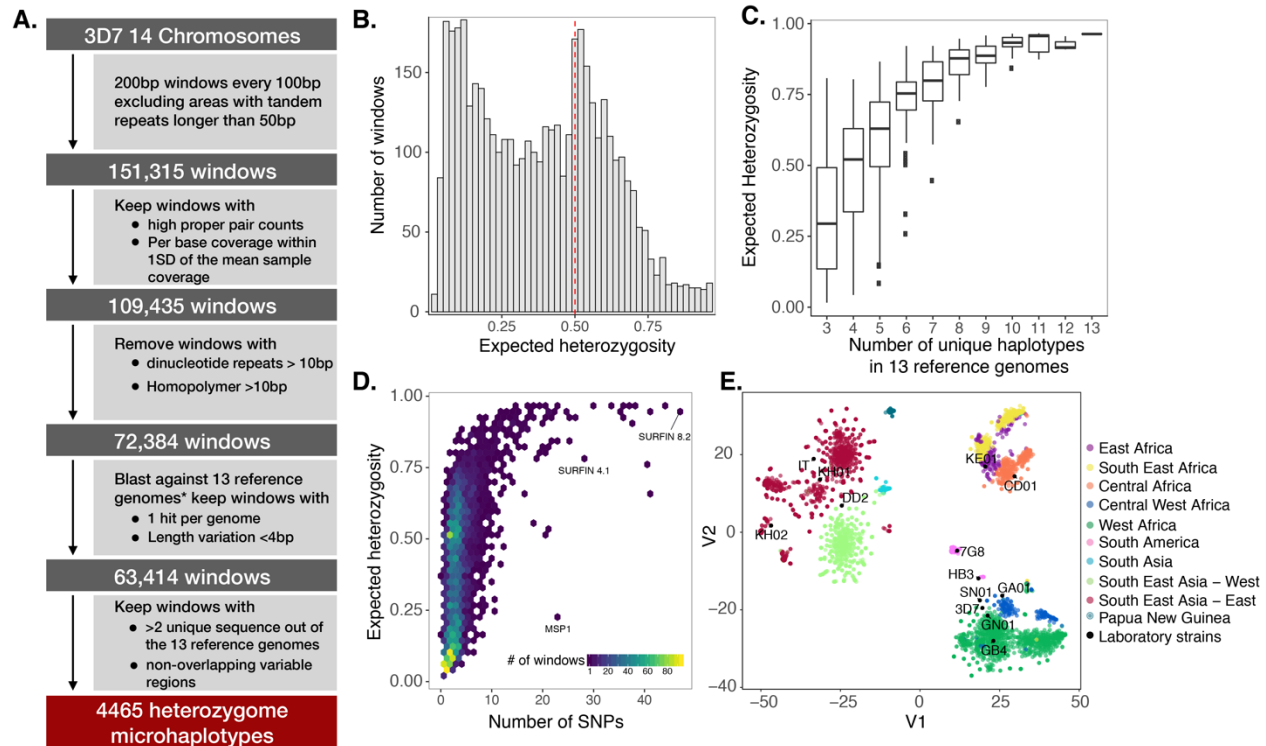 A.
3D7 14 Chromosomes
200bp windows every 100bp
excluding areas with tandem
repeats longer than 50bp
151,315 windows
Keep windows with
● high proper pair counts
● Per base coverage within
1SD of the mean sample
coverage
109,435 windows
Remove windows with
● dinucleotide repeats > 10bp
● Homopolymer >10bp
72,384 windows
Blast against 13 reference
genomes* keep windows with
● 1 hit per genome
● Length variation <4bp
63,414 windows
Keep windows with
● >2 unique sequence out of
the 13 reference genomes
● non-overlapping variable
regions
4465 heterozygome
microhaplotypes
B.
Number of windows
150
100
50
0
0.25 0.50 0.75
Expected heterozygosity
C.
Expected Heterozygosity
1.00
0.75
0.50
0.25
0.00
3 4 5 6 7 8 9 10 11 12 13
Number of unique haplotypes
in 13 reference genomes
D.
Expected heterozygosity
1.00
0.75
0.50
0.25
0.00
SURFIN 8.2
SURFIN 4.1
MSP1
# of windows
1 20 40 60 80
0 10 20 30 40
Number of SNPs
E.
V2
20
0
−20
−40
IT
KH01
DD2
KH02
KE01
CD01
7G8
HB3
SN01
GA01
3D7
GN01
GB4
−50 −25 0 25 50
V1
East Africa
South East Africa
Central Africa
Central West Africa
West Africa
South America
South Asia
South East Asia − West
South East Asia − East
Papua New Guinea
Laboratory strains